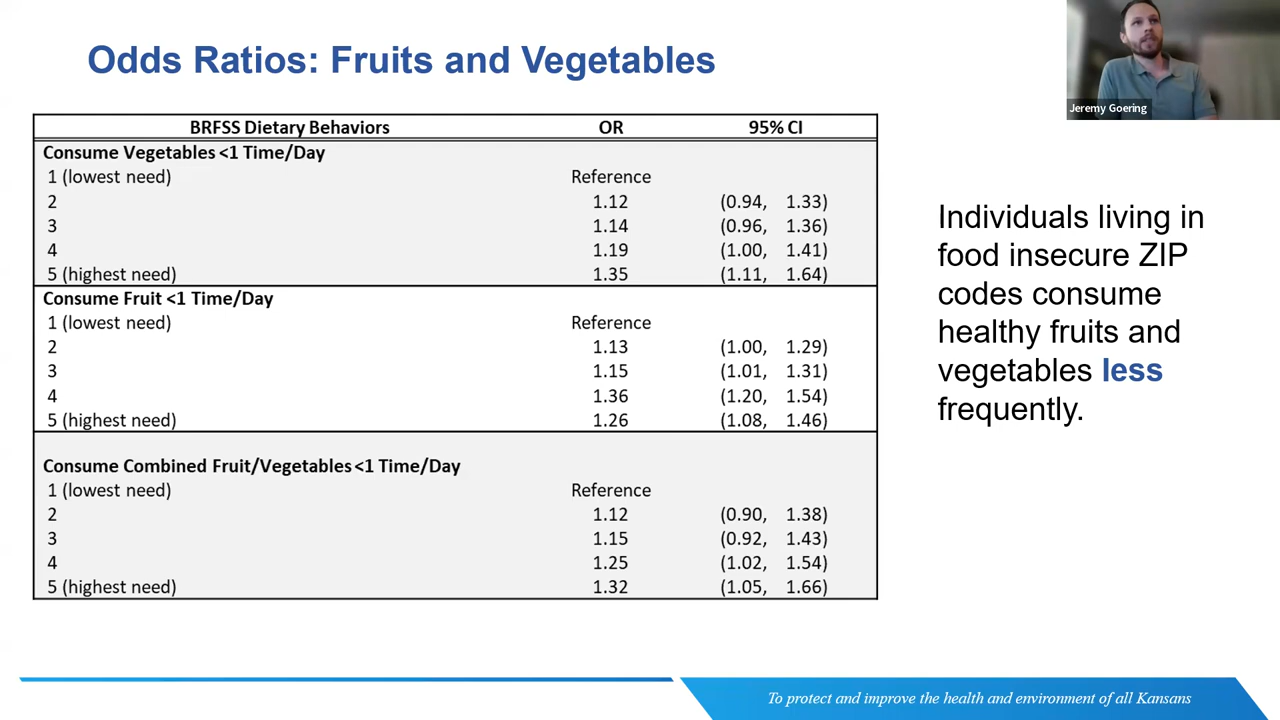 Odds Ratios: Fruits and Vegetables
Jeremy Goering
BRFSS Dietary Behaviors OR 95% CI
Consume Vegetables <1 Time/Day
1 (lowest need) Reference
2 1.12 (0.94, 1.33)
3 1.14 (0.96, 1.36)
4 1.19 (1.00, 1.41)
5 (highest need) 1.35 (1.11, 1.64)
Consume Fruit <1 Time/Day
1 (lowest need) Reference
2 1.13 (1.00, 1.29)
3 1.15 (1.01, 1.31)
4 1.36 (1.20, 1.54)
5 (highest need) 1.26 (1.08, 1.46)
Consume Combined Fruit/Vegetables <1 Time/Day
1 (lowest need) Reference
2 1.12 (0.90, 1.38)
3 1.15 (0.92, 1.43)
4 1.25 (1.02, 1.54)
5 (highest need) 1.32 (1.05, 1.66)
Individuals living in
food insecure ZIP
codes consume
healthy fruits and
vegetables less
frequently.
To protect and improve the health and environment of all Kansans